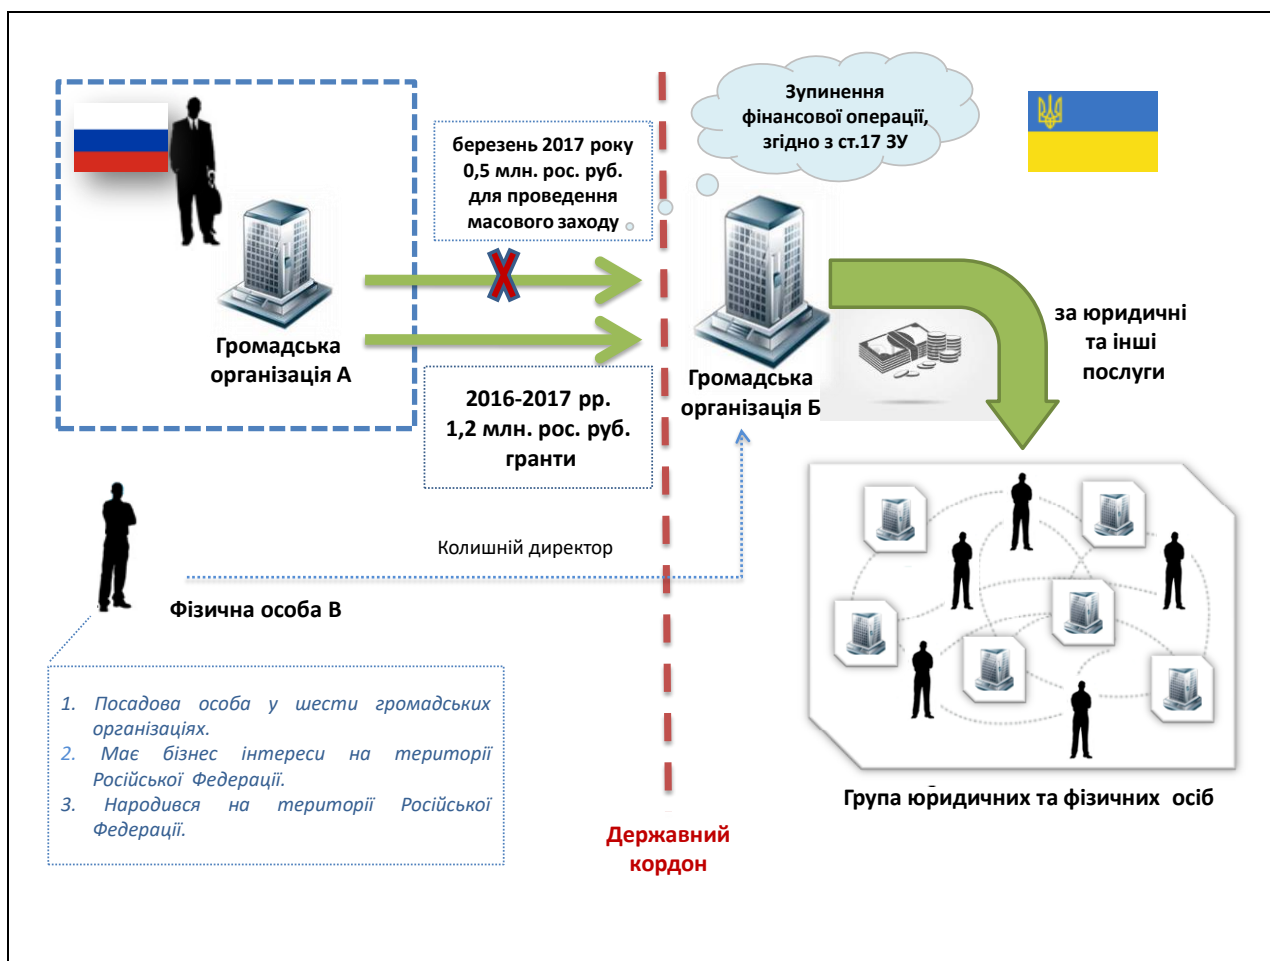 Зупинення
фінансової операції,
згідно з ст.17 ЗУ
березень 2017 року
0,5 млн. рос. руб.
для проведення
масового заходу
Громадська
організація А
2016-2017 рр.
1,2 млн. рос. руб.
гранти
Громадська
організація Б
за юридичні
та інші
послуги
Колишній директор
Фізична особа В
1. Посадова особа у шести громадських
організаціях.
2. Має бізнес інтереси на території
Російської Федерації.
3. Народився на території Російської
Федерації.
Група юридичних та фізичних осіб
Державний
кордон